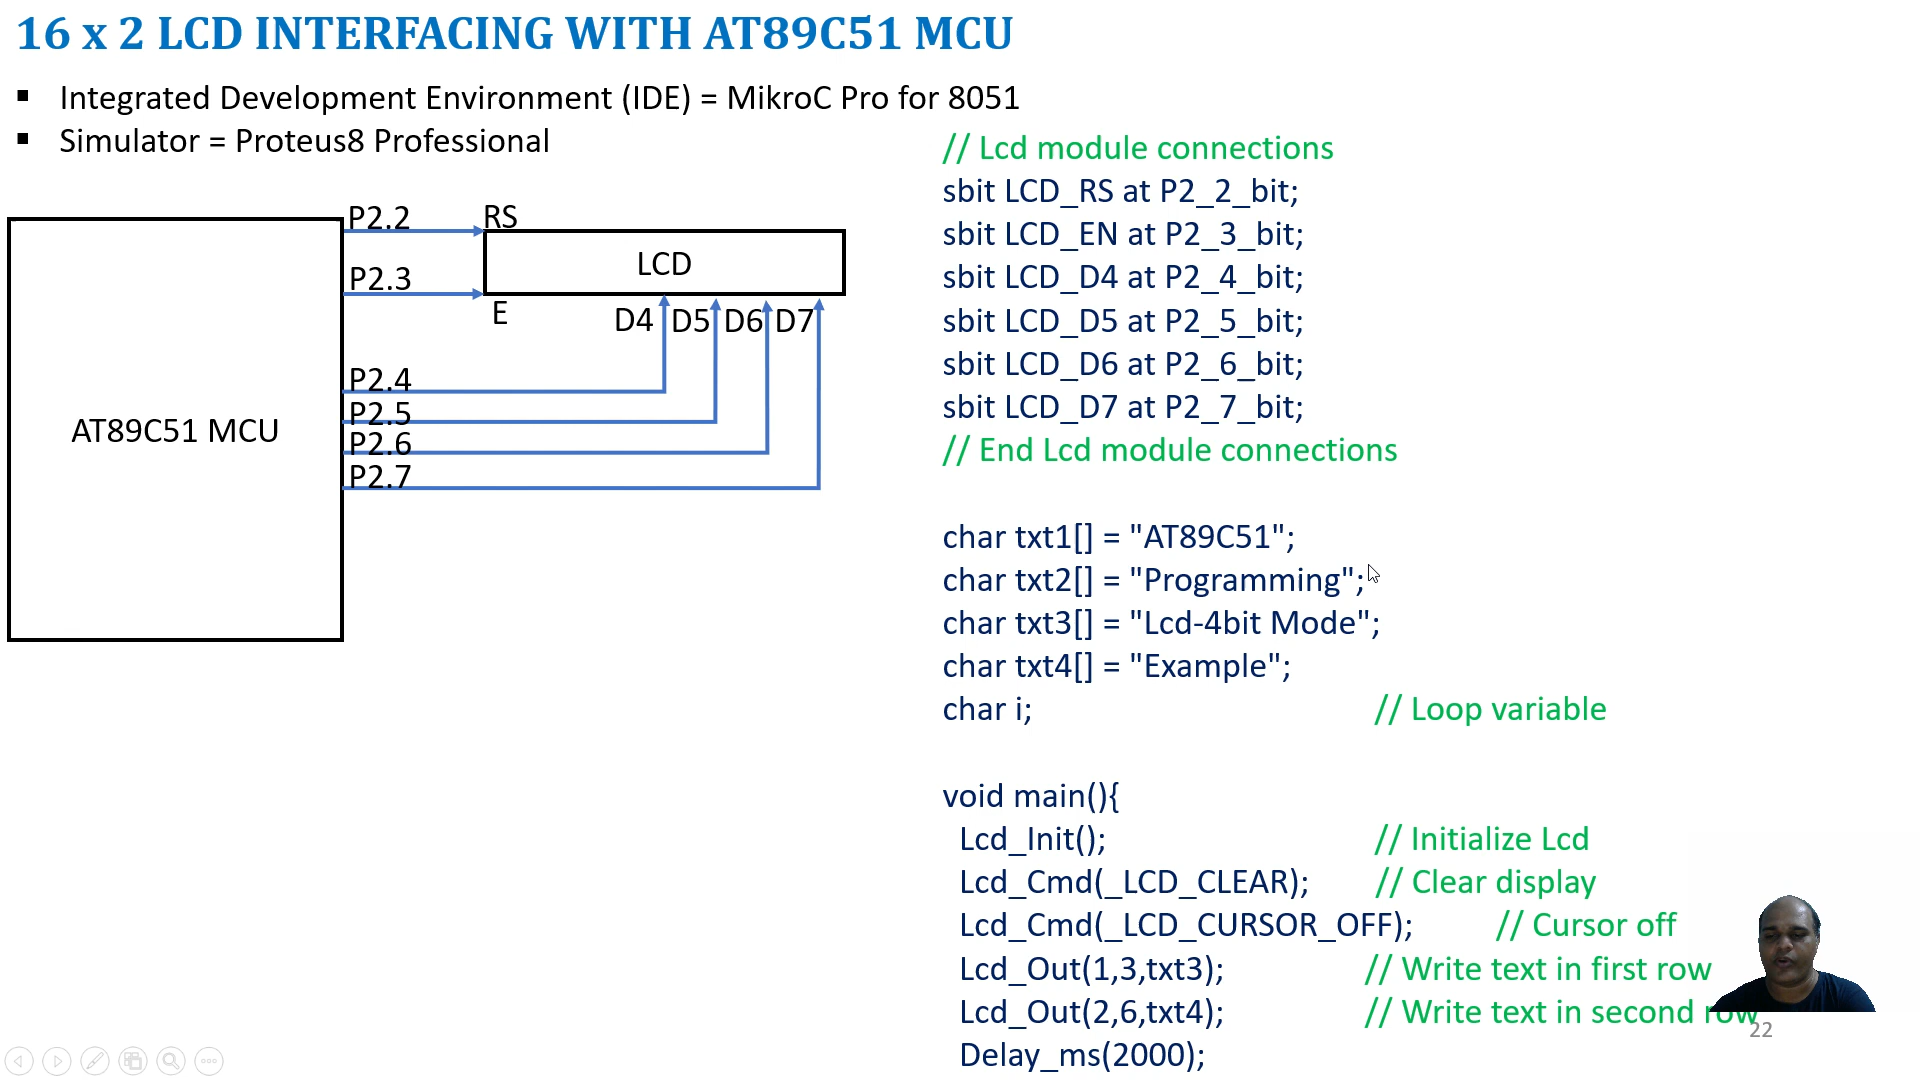 16 x 2 LCD INTERFACING WITH AT89C51 MCU
▪ Integrated Development Environment (IDE) = MikroC Pro for 8051
▪ Simulator = Proteus8 Professional
P2.2
RS
LCD
P2.3
E
D4 D5 D6 D7
P2.4
P2.5
P2.6
P2.7
AT89C51 MCU
// Lcd module connections
sbit LCD_RS at P2_2_bit;
sbit LCD_EN at P2_3_bit;
sbit LCD_D4 at P2_4_bit;
sbit LCD_D5 at P2_5_bit;
sbit LCD_D6 at P2_6_bit;
sbit LCD_D7 at P2_7_bit;
// End Lcd module connections
char txt1[] = "AT89C51";
char txt2[] = "Programming";
char txt3[] = "Lcd-4bit Mode";
char txt4[] = "Example";
char i; // Loop variable
void main(){
Lcd_Init(); // Initialize Lcd
Lcd_Cmd(_LCD_CLEAR); // Clear display
Lcd_Cmd(_LCD_CURSOR_OFF); // Cursor off
Lcd_Out(1,3,txt3); // Write text in first row
Lcd_Out(2,6,txt4); // Write text in second row
Delay_ms(2000);
22